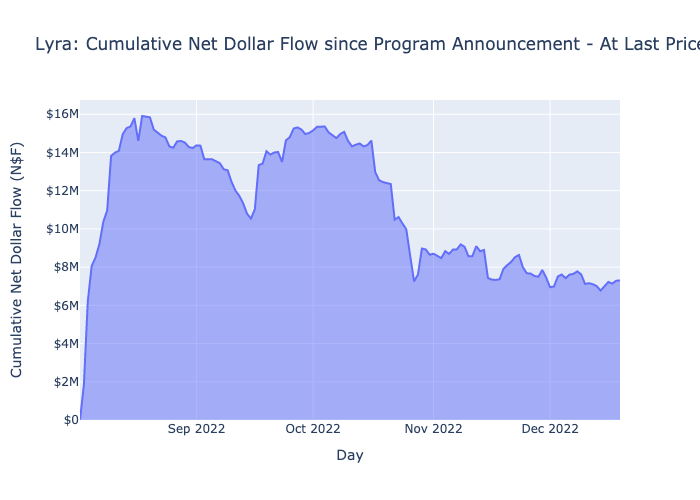 Lyra: Cumulative Net Dollar Flow since Program Announcement - At Last Price
Cumulative Net Dollar Flow (N$F)
$16M
$14M
$12M
$10M
$8M
$6M
$4M
$2M
$0
Sep 2022
Oct 2022
Nov 2022
Dec 2022
Day